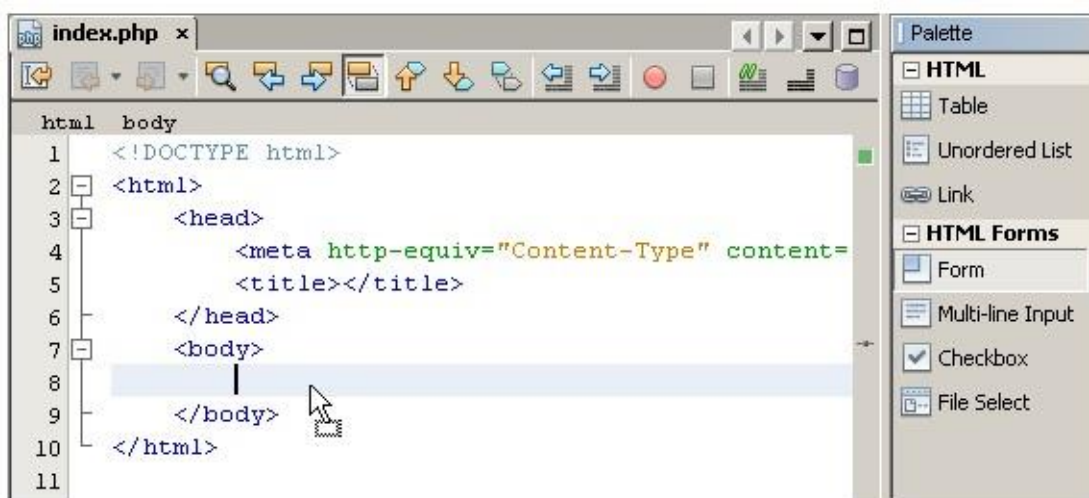 index.php
html body
1 <!DOCTYPE html>
2 <html>
3 <head>
4 <meta http-equiv="Content-Type" content=
5 <title></title>
6 </head>
7 <body>
8
9 </body>
10 </html>
11
Palette
HTML
Table
Unordered List
Link
HTML Forms
Form
Multi-line Input
Checkbox
File Select